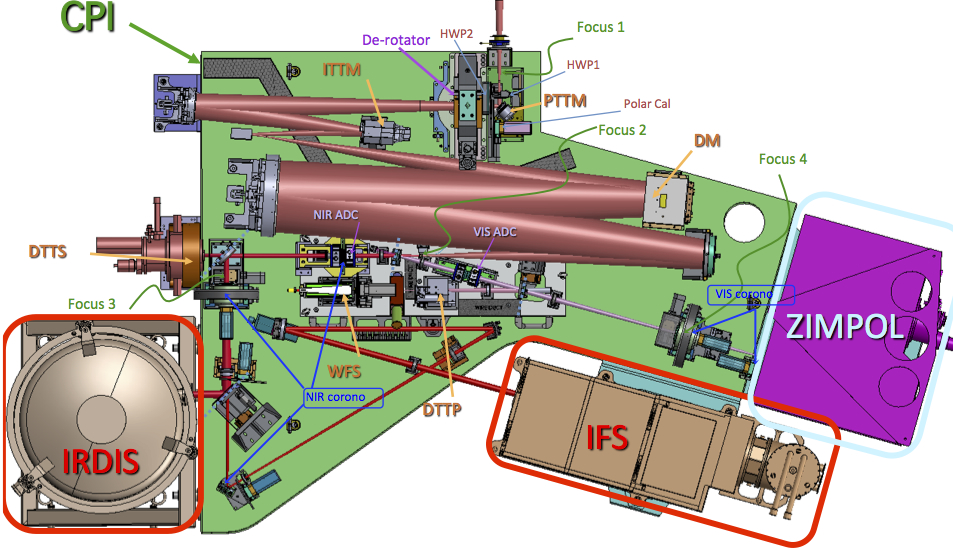 CPI
De-rotator
HWP2
Focus 1
ITTM
HWP1
PTTM
Polar Cal
Focus 2
DM
Focus 4
NIR ADC
VIS ADC
DTTS
Focus 3
VIS corono
ZIMPOL
WFS
NIR corono
DTTP
IRDIS
IFS